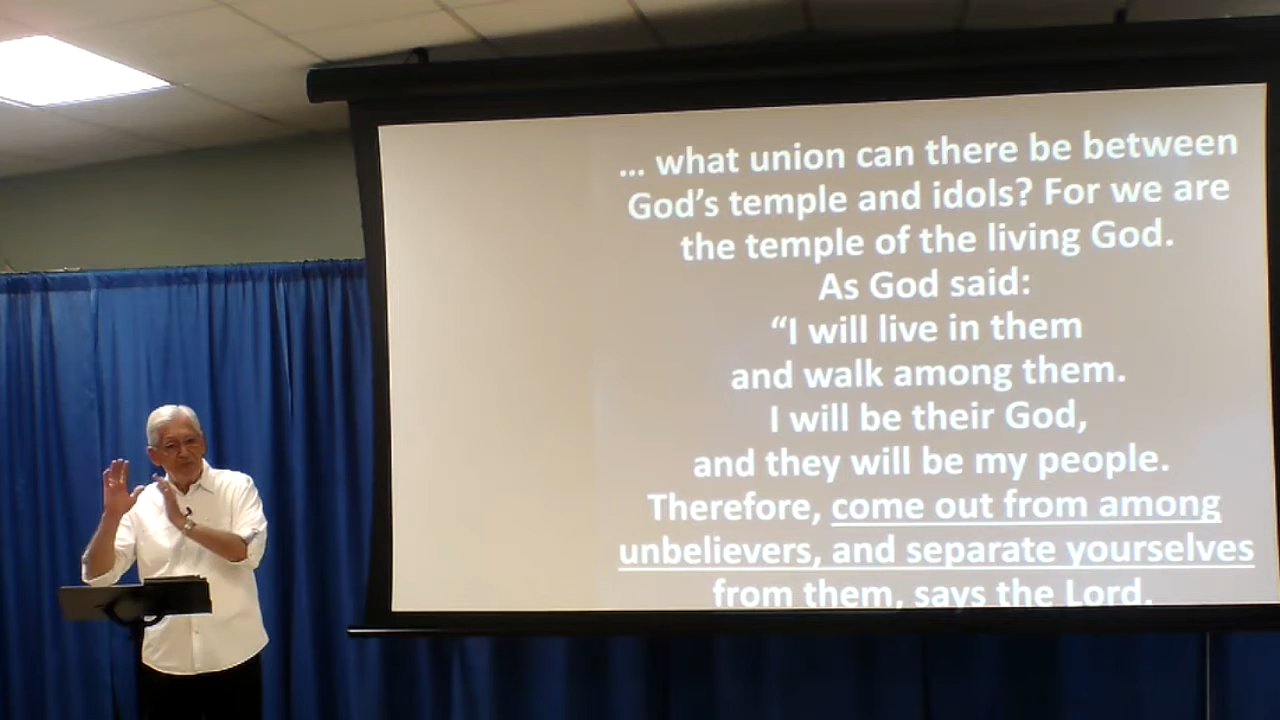 … what union can there be between
God’s temple and idols? For we are
the temple of the living God.
As God said:
“I will live in them
and walk among them.
I will be their God,
and they will be my people.
Therefore, come out from among
unbelievers, and separate yourselves
from them, says the Lord.